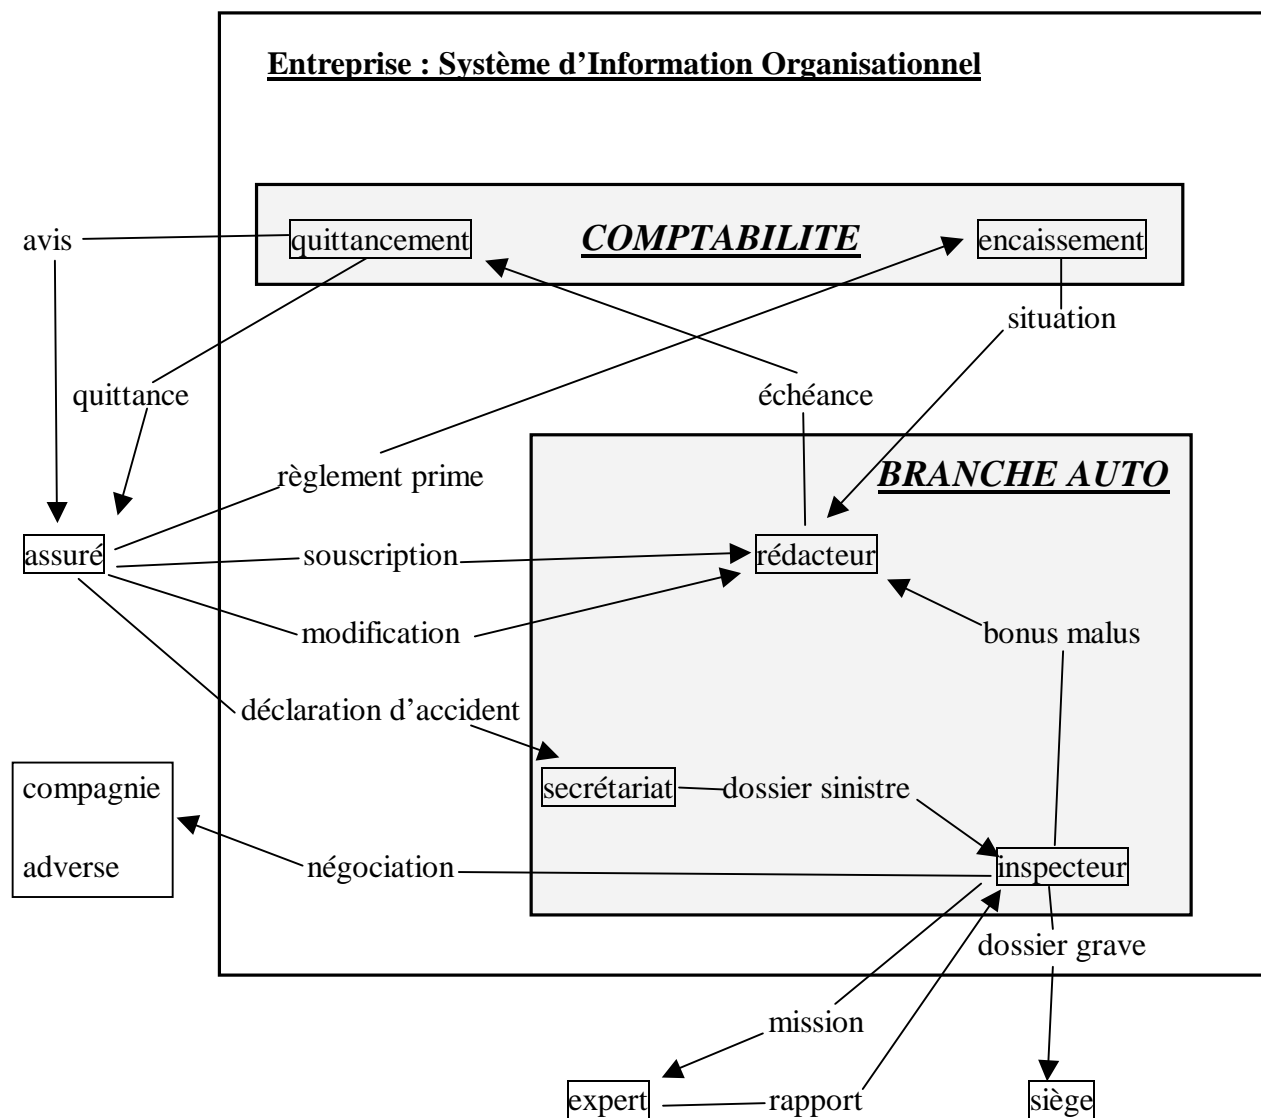 Entreprise : Système d’Information Organisationnel
avis
quittancement
COMPTABILITE
encaissement
situation
quittance
échéance
règlement prime
BRANCHE AUTO
assuré
souscription
rédacteur
modification
bonus malus
déclaration d’accident
compagnie
adverse
secrétariat
dossier sinistre
négociation
inspecteur
dossier grave
mission
expert
rapport
siège